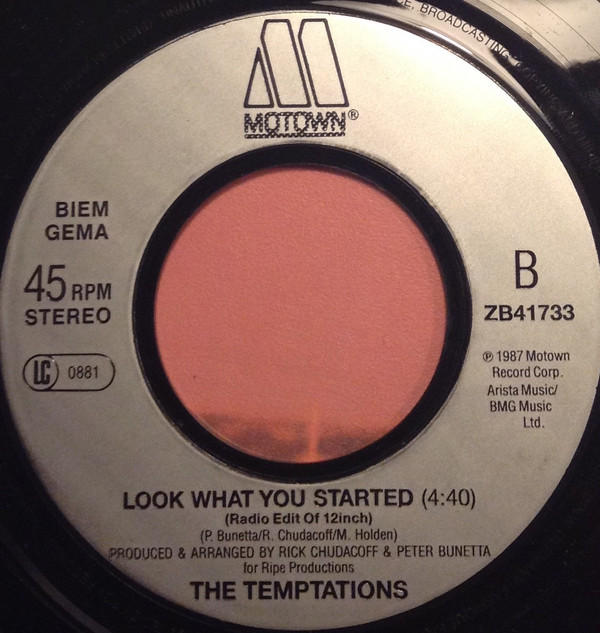 E, BROADCASTING
MOTOWN®
BIEM
GEMA
45 RPM
STEREO
LC 0881
B
ZB41733
℗ 1987 Motown
Record Corp.
Arista Music/
BMG Music
Ltd.
LOOK WHAT YOU STARTED (4:40)
(Radio Edit Of 12inch)
(P. Bunetta/R. Chudacoff/M. Holden)
PRODUCED & ARRANGED BY RICK CHUDACOFF & PETER BUNETTA
for Ripe Productions
THE TEMPTATIONS